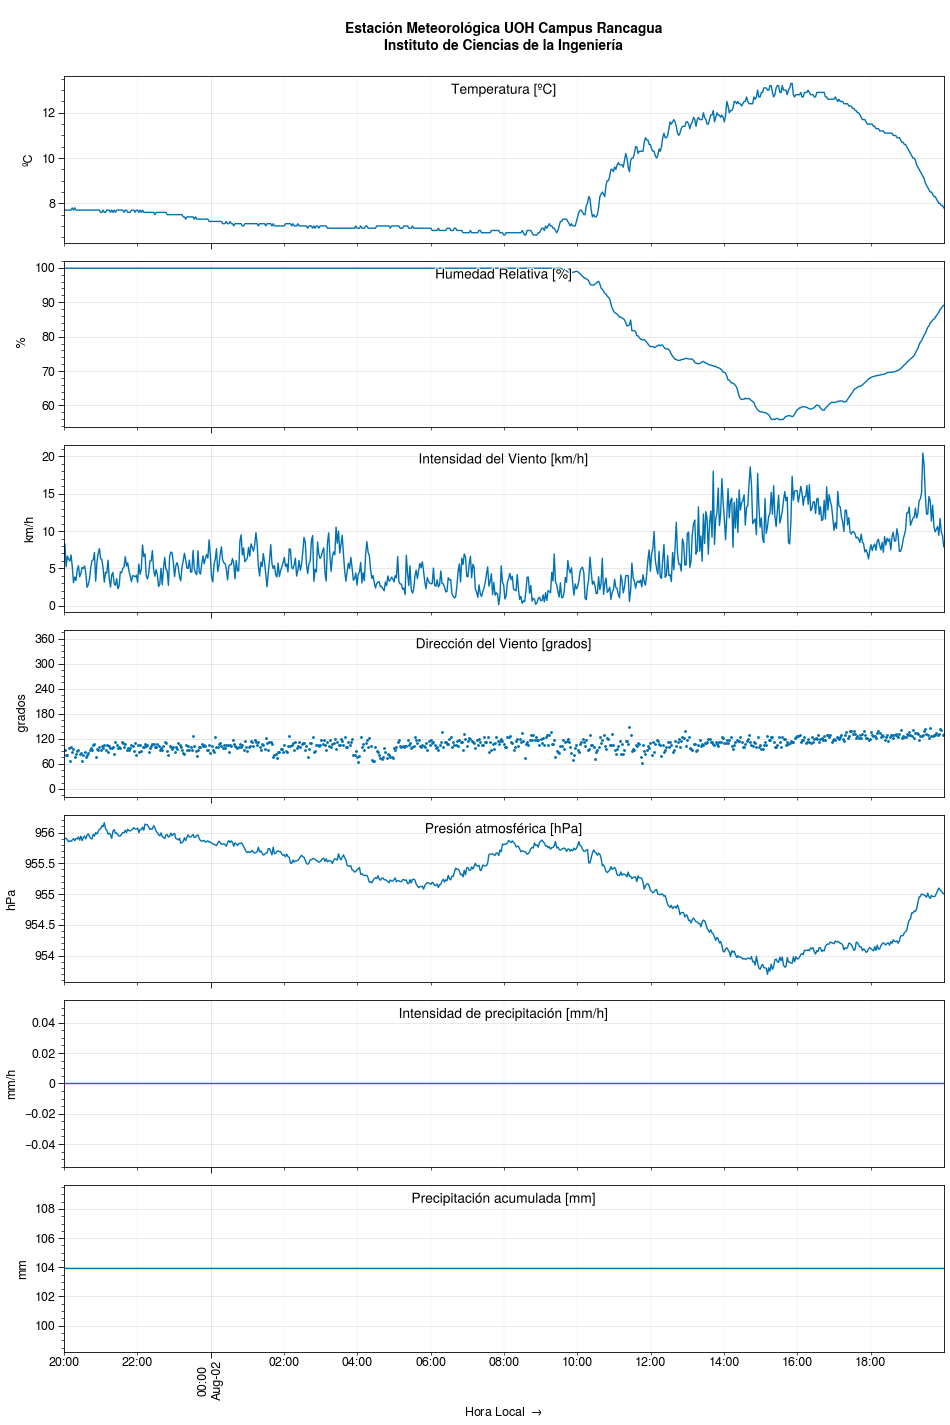 Estación Meteorológica UOH Campus Rancagua
Instituto de Ciencias de la Ingeniería
Temperatura [ºC]
ºC
12
10
8
Humedad Relativa [%]
%
100
90
80
70
60
Intensidad del Viento [km/h]
km/h
20
15
10
5
0
Dirección del Viento [grados]
grados
360
300
240
180
120
60
0
Presión atmosférica [hPa]
hPa
956
955.5
955
954.5
954
Intensidad de precipitación [mm/h]
mm/h
0.04
0.02
0
−0.02
−0.04
Precipitación acumulada [mm]
mm
108
106
104
102
100
20:00 22:00 00:00 02:00 04:00 06:00 08:00 10:00 12:00 14:00 16:00 18:00
Aug-02
Hora Local →